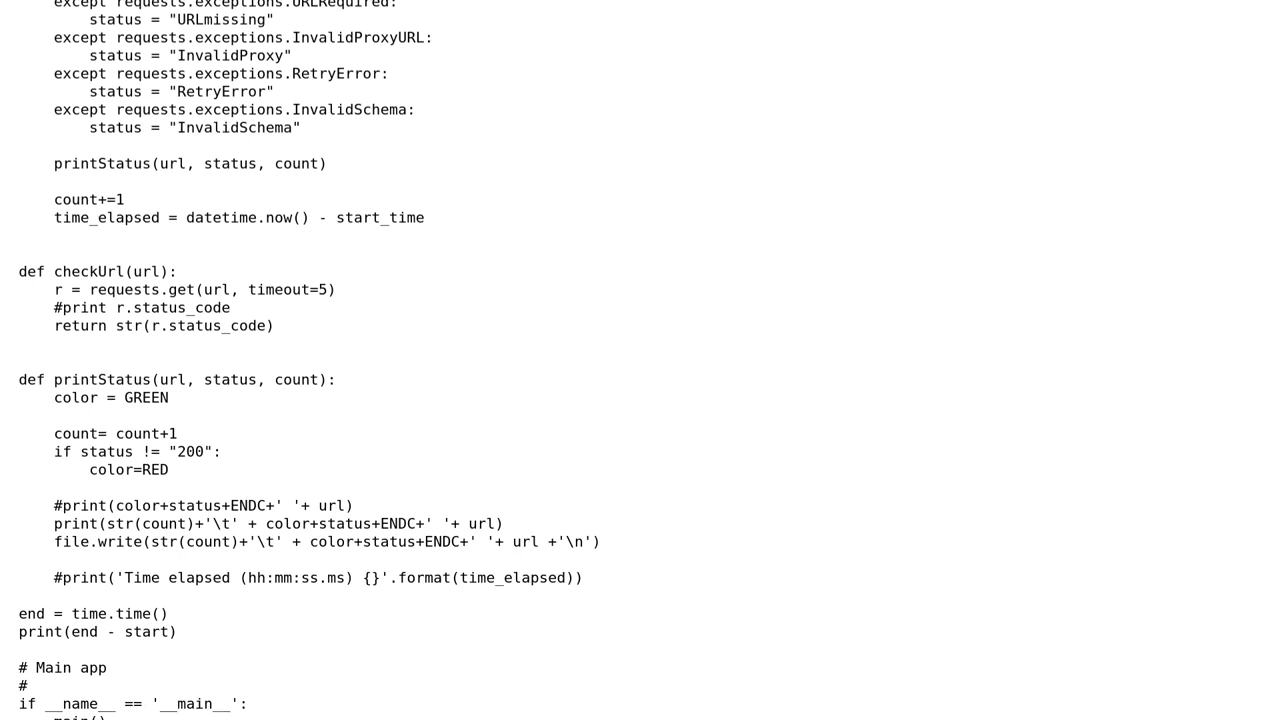 except requests.exceptions.URLRequired:
        status = "URLmissing"
    except requests.exceptions.InvalidProxyURL:
        status = "InvalidProxy"
    except requests.exceptions.RetryError:
        status = "RetryError"
    except requests.exceptions.InvalidSchema:
        status = "InvalidSchema"

    printStatus(url, status, count)

    count+=1
    time_elapsed = datetime.now() - start_time


def checkUrl(url):
    r = requests.get(url, timeout=5)
    #print r.status_code
    return str(r.status_code)


def printStatus(url, status, count):
    color = GREEN

    count= count+1
    if status != "200":
        color=RED

    #print(color+status+ENDC+' '+ url)
    print(str(count)+'\t' + color+status+ENDC+' '+ url)
    file.write(str(count)+'\t' + color+status+ENDC+' '+ url +'\n')

    #print('Time elapsed (hh:mm:ss.ms) {}'.format(time_elapsed))

end = time.time()
print(end - start)

# Main app
#
if __name__ == '__main__':
    main()